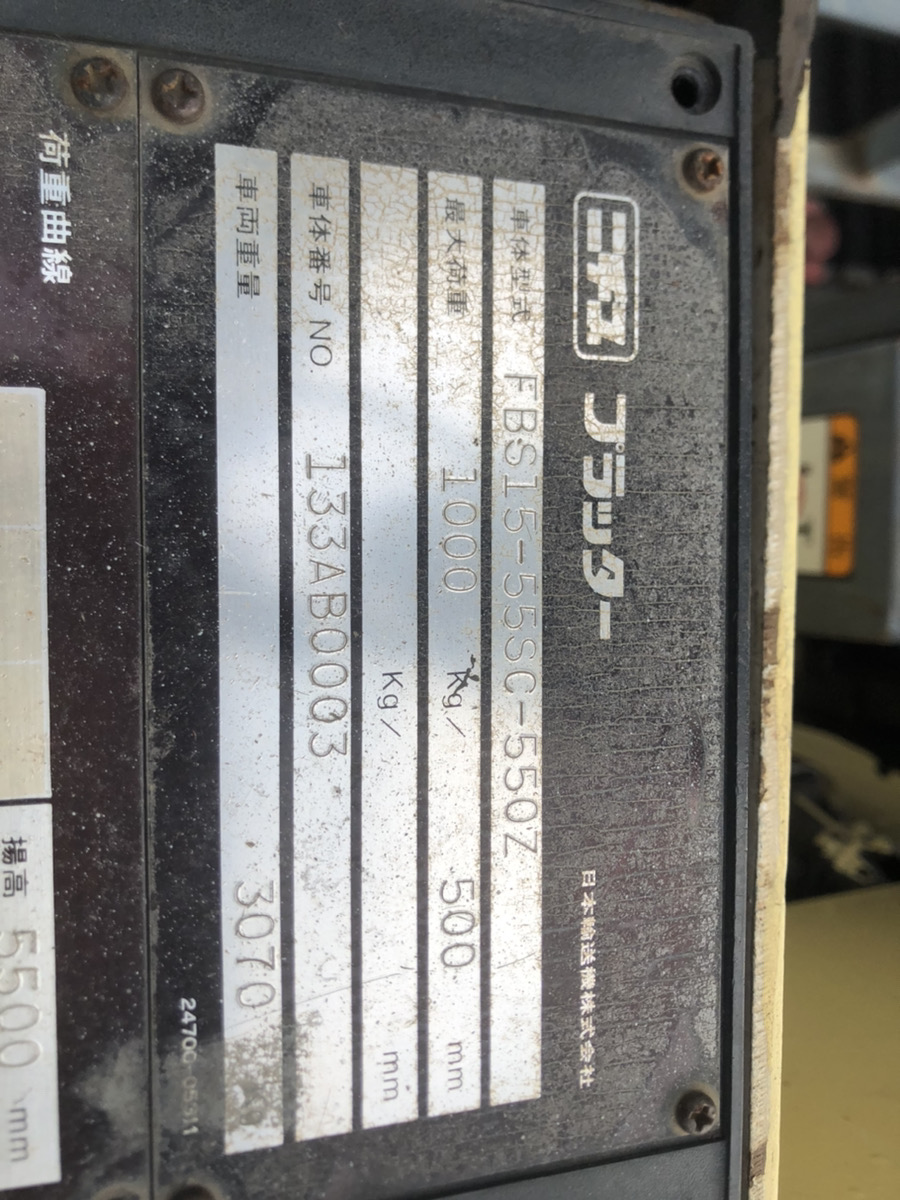 ニチユ プラッター 日本輸送機株式会社
車体型式 FBS15-55SC-550Z
最大荷重 1000 Kg/ 500 mm
Kg/ mm
車体番号 NO 133AB0003
車両重量 3070
荷重曲線
揚高 5500 mm